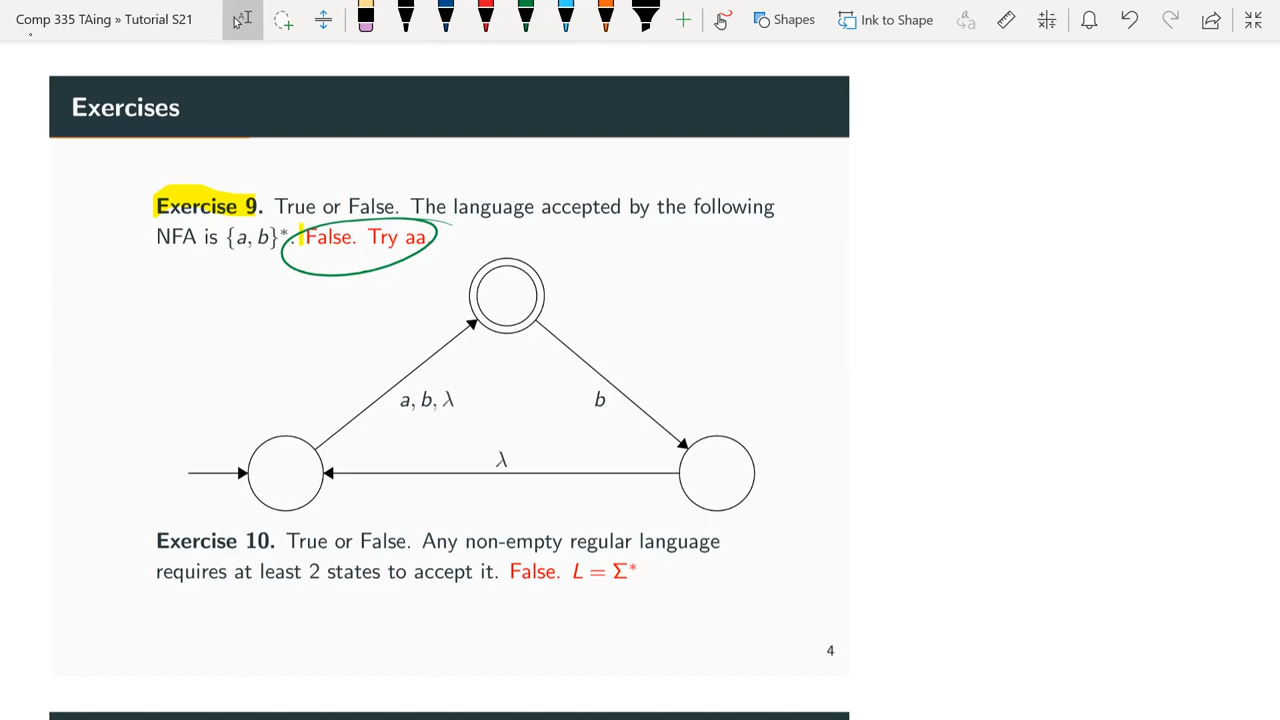 Comp 335 TAing » Tutorial S21
Shapes
Ink to Shape
Exercises
Exercise 9. True or False. The language accepted by the following
NFA is {a, b}*. False. Try aa.
a, b, λ
b
λ
Exercise 10. True or False. Any non-empty regular language
requires at least 2 states to accept it. False. L = Σ*
4